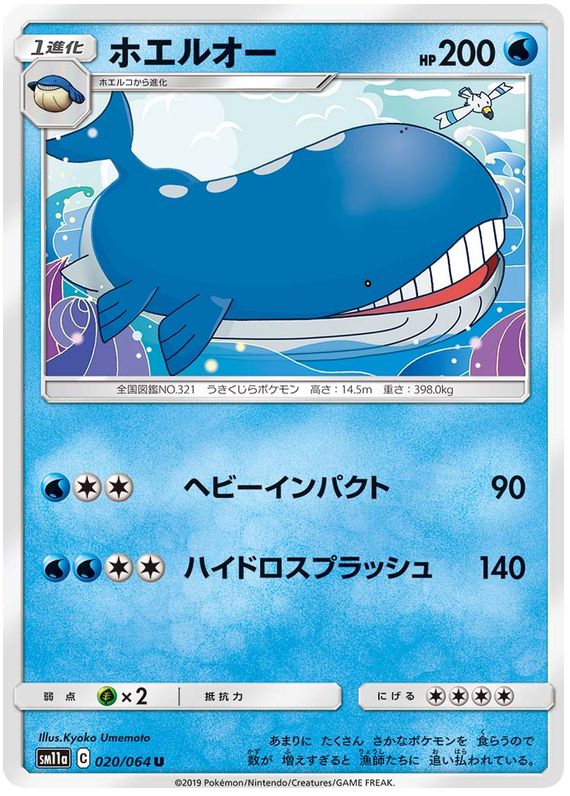 1進化
ホエルオー
HP200
ホエルコから進化
全国図鑑NO.321 うきくじらポケモン 高さ:14.5m 重さ:398.0kg
ヘビーインパクト 90
ハイドロスプラッシュ 140
弱点 ×2 抵抗力 にげる
Illus.Kyoko Umemoto
sm11a C 020/064 U
あまりに たくさん さかなポケモンを 食らうので
数が 増えすぎると 漁師たちに 追い払われている。
©2019 Pokémon/Nintendo/Creatures/GAME FREAK.